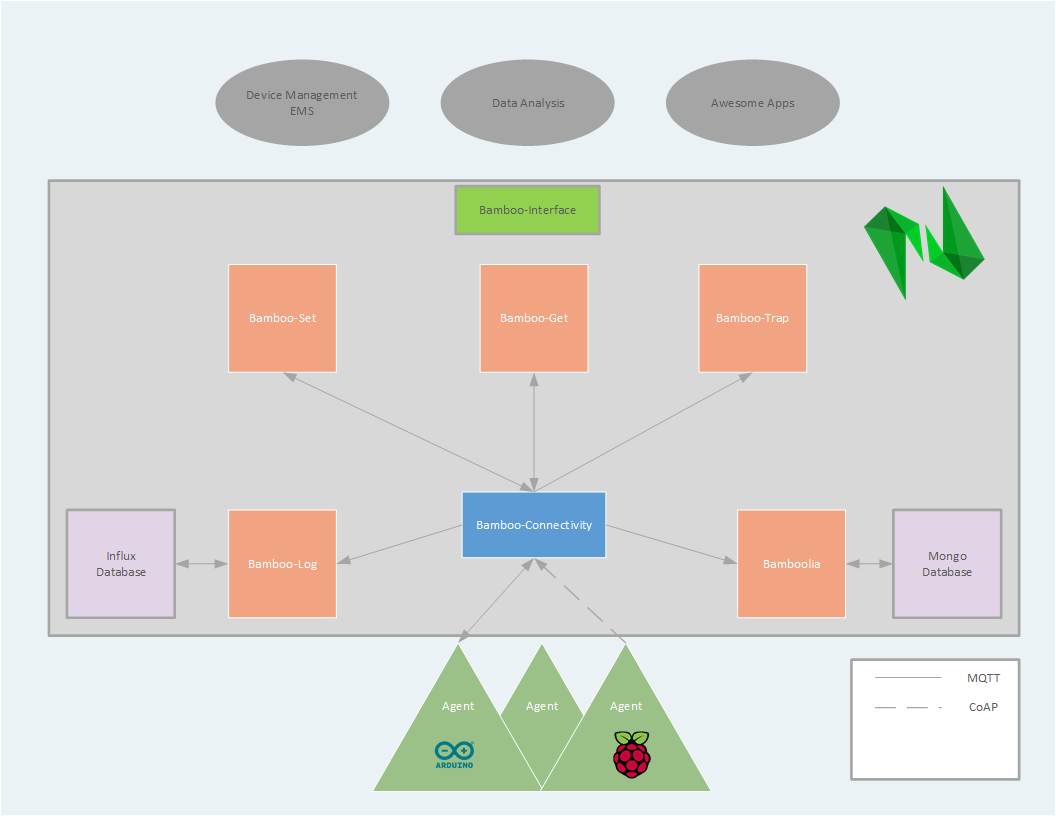 Device Management
EMS
Data Analysis
Awesome Apps
Bamboo-Interface
Bamboo-Set
Bamboo-Get
Bamboo-Trap
Bamboo-Connectivity
Influx
Database
Bamboo-Log
Bamboolia
Mongo
Database
Agent
Agent
Agent
ARDUINO
MQTT
CoAP